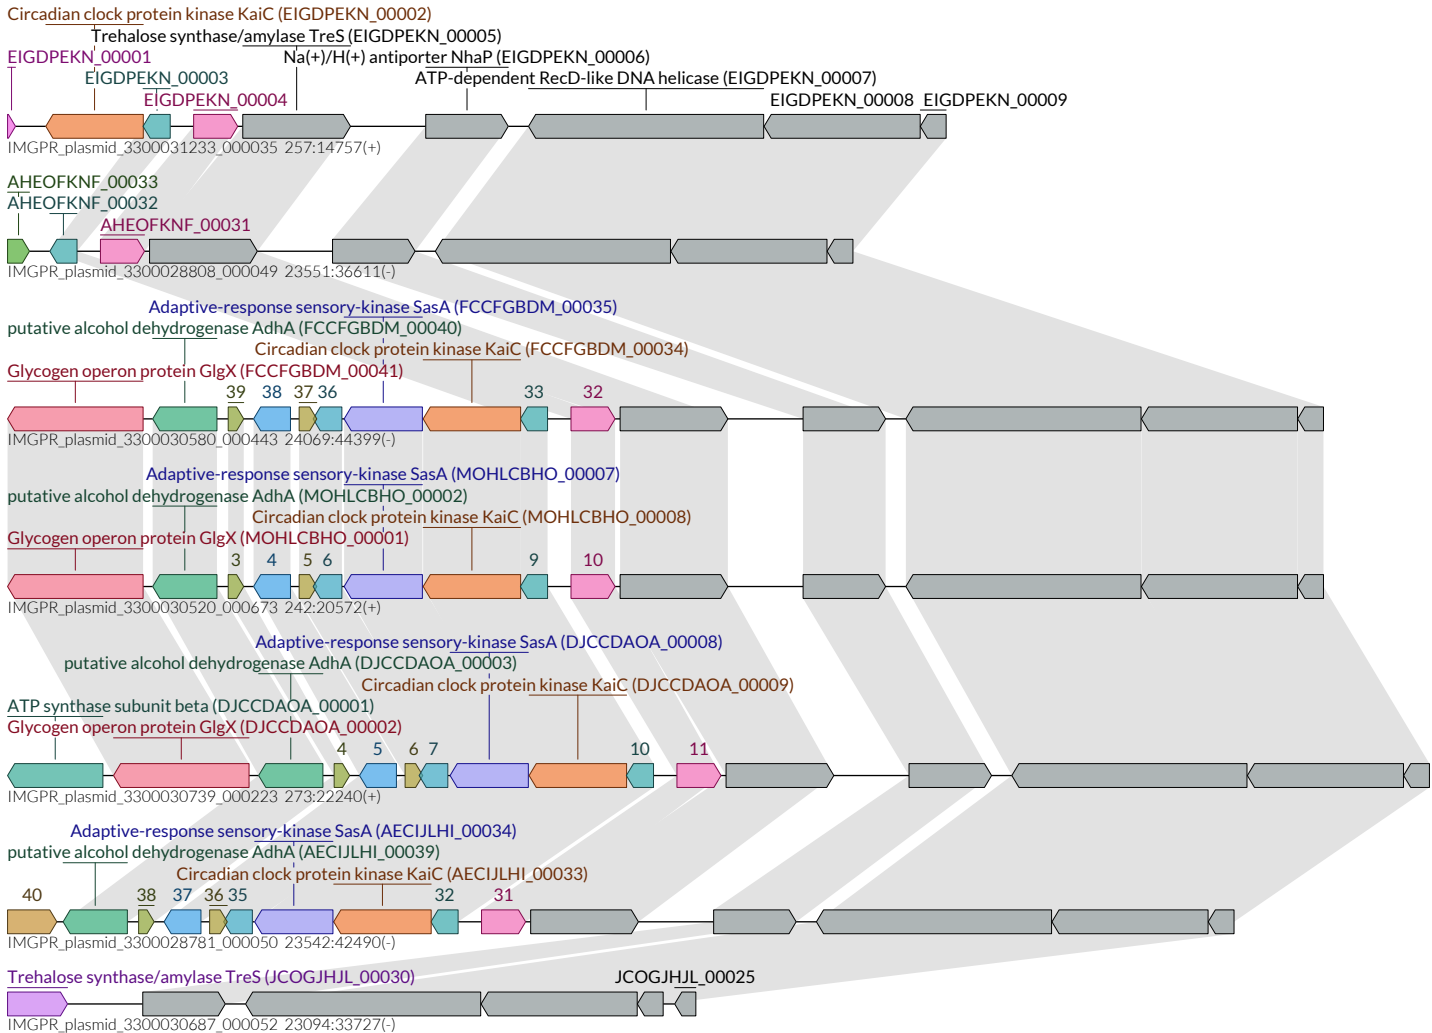 Circadian clock protein kinase KaiC (EIGDPEKN_00002)
Trehalose synthase/amylase TreS (EIGDPEKN_00005)
EIGDPEKN_00001
Na(+)/H(+) antiporter NhaP (EIGDPEKN_00006)
EIGDPEKN_00003
ATP-dependent RecD-like DNA helicase (EIGDPEKN_00007)
EIGDPEKN_00004
EIGDPEKN_00008
EIGDPEKN_00009
IMGPR_plasmid_3300031233_000035 257:14757(+)
AHEOFKNF_00033
AHEOFKNF_00032
AHEOFKNF_00031
IMGPR_plasmid_3300028808_000049 23551:36611(-)
Adaptive-response sensory-kinase SasA (FCCFGBDM_00035)
putative alcohol dehydrogenase AdhA (FCCFGBDM_00040)
Circadian clock protein kinase KaiC (FCCFGBDM_00034)
Glycogen operon protein GlgX (FCCFGBDM_00041)
39 38 37 36 33 32
IMGPR_plasmid_3300030580_000443 24069:44399(-)
Adaptive-response sensory-kinase SasA (MOHLCBHO_00007)
putative alcohol dehydrogenase AdhA (MOHLCBHO_00002)
Circadian clock protein kinase KaiC (MOHLCBHO_00008)
Glycogen operon protein GlgX (MOHLCBHO_00001)
3 4 5 6 9 10
IMGPR_plasmid_3300030520_000673 242:20572(+)
Adaptive-response sensory-kinase SasA (DJCCDAOA_00008)
putative alcohol dehydrogenase AdhA (DJCCDAOA_00003)
Circadian clock protein kinase KaiC (DJCCDAOA_00009)
ATP synthase subunit beta (DJCCDAOA_00001)
Glycogen operon protein GlgX (DJCCDAOA_00002)
4 5 6 7 10 11
IMGPR_plasmid_3300030739_000223 273:22240(+)
Adaptive-response sensory-kinase SasA (AECIJLHI_00034)
putative alcohol dehydrogenase AdhA (AECIJLHI_00039)
Circadian clock protein kinase KaiC (AECIJLHI_00033)
40 38 37 36 35 32 31
IMGPR_plasmid_3300028781_000050 23542:42490(-)
Trehalose synthase/amylase TreS (JCOGJHJL_00030)
JCOGJHJL_00025
IMGPR_plasmid_3300030687_000052 23094:33727(-)